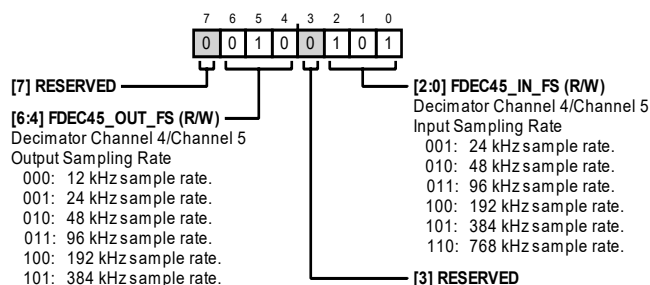 7 6 5 4 3 2 1 0
0 0 1 0 0 1 0 1
[7] RESERVED
[6:4] FDEC45_OUT_FS (R/W)
Decimator Channel 4/Channel 5
Output Sampling Rate
000: 12 kHz sample rate.
001: 24 kHz sample rate.
010: 48 kHz sample rate.
011: 96 kHz sample rate.
100: 192 kHz sample rate.
101: 384 kHz sample rate.
[2:0] FDEC45_IN_FS (R/W)
Decimator Channel 4/Channel 5
Input Sampling Rate
001: 24 kHz sample rate.
010: 48 kHz sample rate.
011: 96 kHz sample rate.
100: 192 kHz sample rate.
101: 384 kHz sample rate.
110: 768 kHz sample rate.
[3] RESERVED